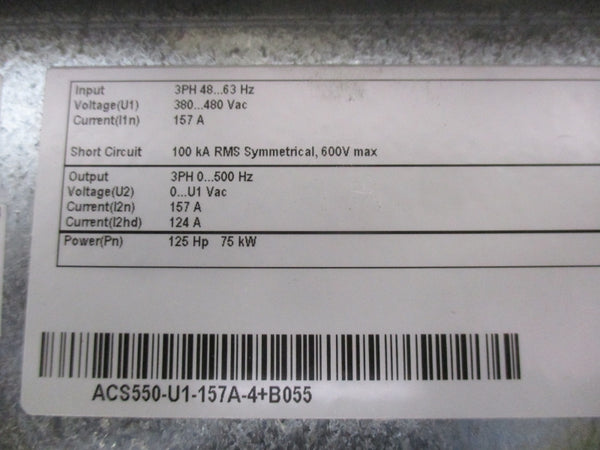 Input 3PH 48...63 Hz
Voltage(U1) 380...480 Vac
Current(I1n) 157 A
Short Circuit 100 kA RMS Symmetrical, 600V max
Output 3PH 0...500 Hz
Voltage(U2) 0...U1 Vac
Current(I2n) 157 A
Current(I2hd) 124 A
Power(Pn) 125 Hp 75 kW
ACS550-U1-157A-4+B055